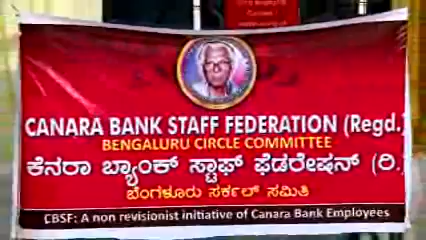 CANARA BANK STAFF FEDERATION (Regd.)
BENGALURU CIRCLE COMMITTEE
ಕೆನರಾ ಬ್ಯಾಂಕ್ ಸ್ಟಾಫ್ ಫೆಡರೇಷನ್ (ರಿ.)
ಬೆಂಗಳೂರು ಸರ್ಕಲ್ ಸಮಿತಿ
CBSF: A non revisionist initiative of Canara Bank Employees